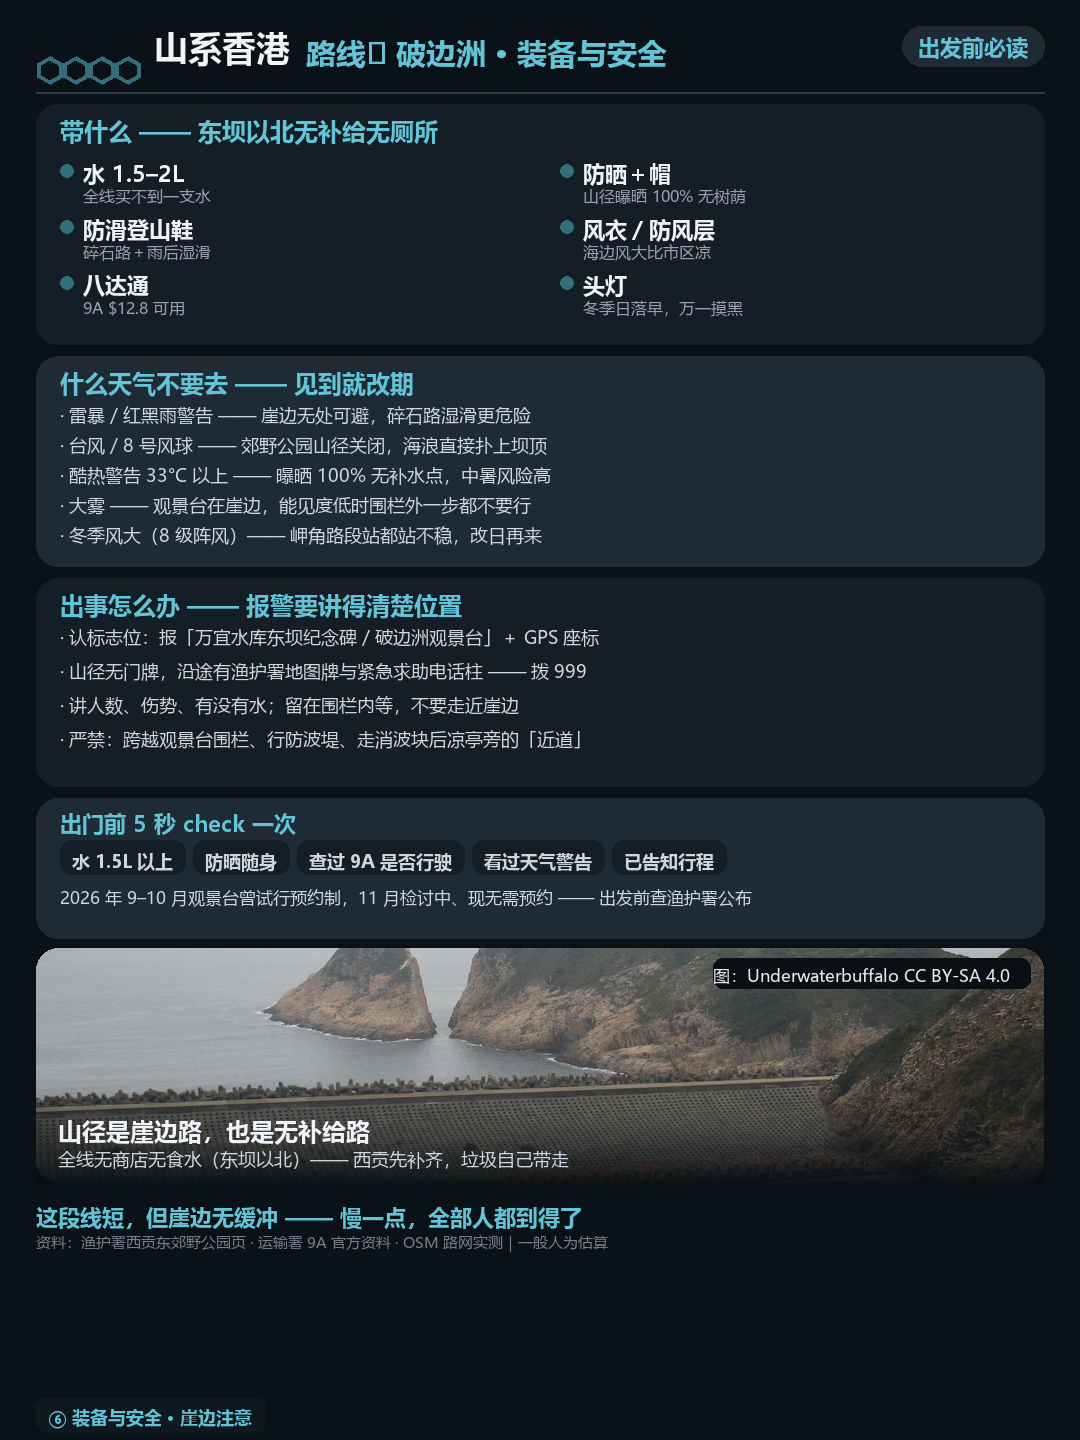 山系香港 路线 破边洲 • 装备与安全
出发前必读
带什么 —— 东坝以北无补给无厕所
水 1.5–2L
全线买不到一支水
防晒 + 帽
山径曝晒 100% 无树荫
防滑登山鞋
碎石路 + 雨后湿滑
风衣 / 防风层
海边风大比市区凉
八达通
9A $12.8 可用
头灯
冬季日落早，万一摸黑
什么天气不要去 —— 见到就改期
· 雷暴 / 红黑雨警告 —— 崖边无处可避，碎石路湿滑更危险
· 台风 / 8 号风球 —— 郊野公园山径关闭，海浪直接扑上坝顶
· 酷热警告 33°C 以上 —— 曝晒 100% 无补水点，中暑风险高
· 大雾 —— 观景台在崖边，能见度低时围栏外一步都不要行
· 冬季风大（8 级阵风）—— 岬角路段站都站不稳，改日再来
出事怎么办 —— 报警要讲得清楚位置
· 认标志位：报「万宜水库东坝纪念碑 / 破边洲观景台」 + GPS 座标
· 山径无门牌，沿途有渔护署地图牌与紧急求助电话柱 —— 拨 999
· 讲人数、伤势、有没有水；留在围栏内等，不要走近崖边
· 严禁：跨越观景台围栏、行防波堤、走消波块后凉亭旁的「近道」
出门前 5 秒 check 一次
水 1.5L 以上
防晒随身
查过 9A 是否行驶
看过天气警告
已告知行程
2026 年 9–10 月观景台曾试行预约制，11 月检讨中、现无需预约 —— 出发前查渔护署公布
图：Underwaterbuffalo CC BY-SA 4.0
山径是崖边路，也是无补给路
全线无商店无食水（东坝以北）—— 西贡先补齐，垃圾自己带走
这段线短，但崖边无缓冲 —— 慢一点，全部人都到得了
资料：渔护署西贡东郊野公园页 · 运输署 9A 官方资料 · OSM 路网实测 | 一般人为估算
⑥ 装备与安全 • 崖边注意